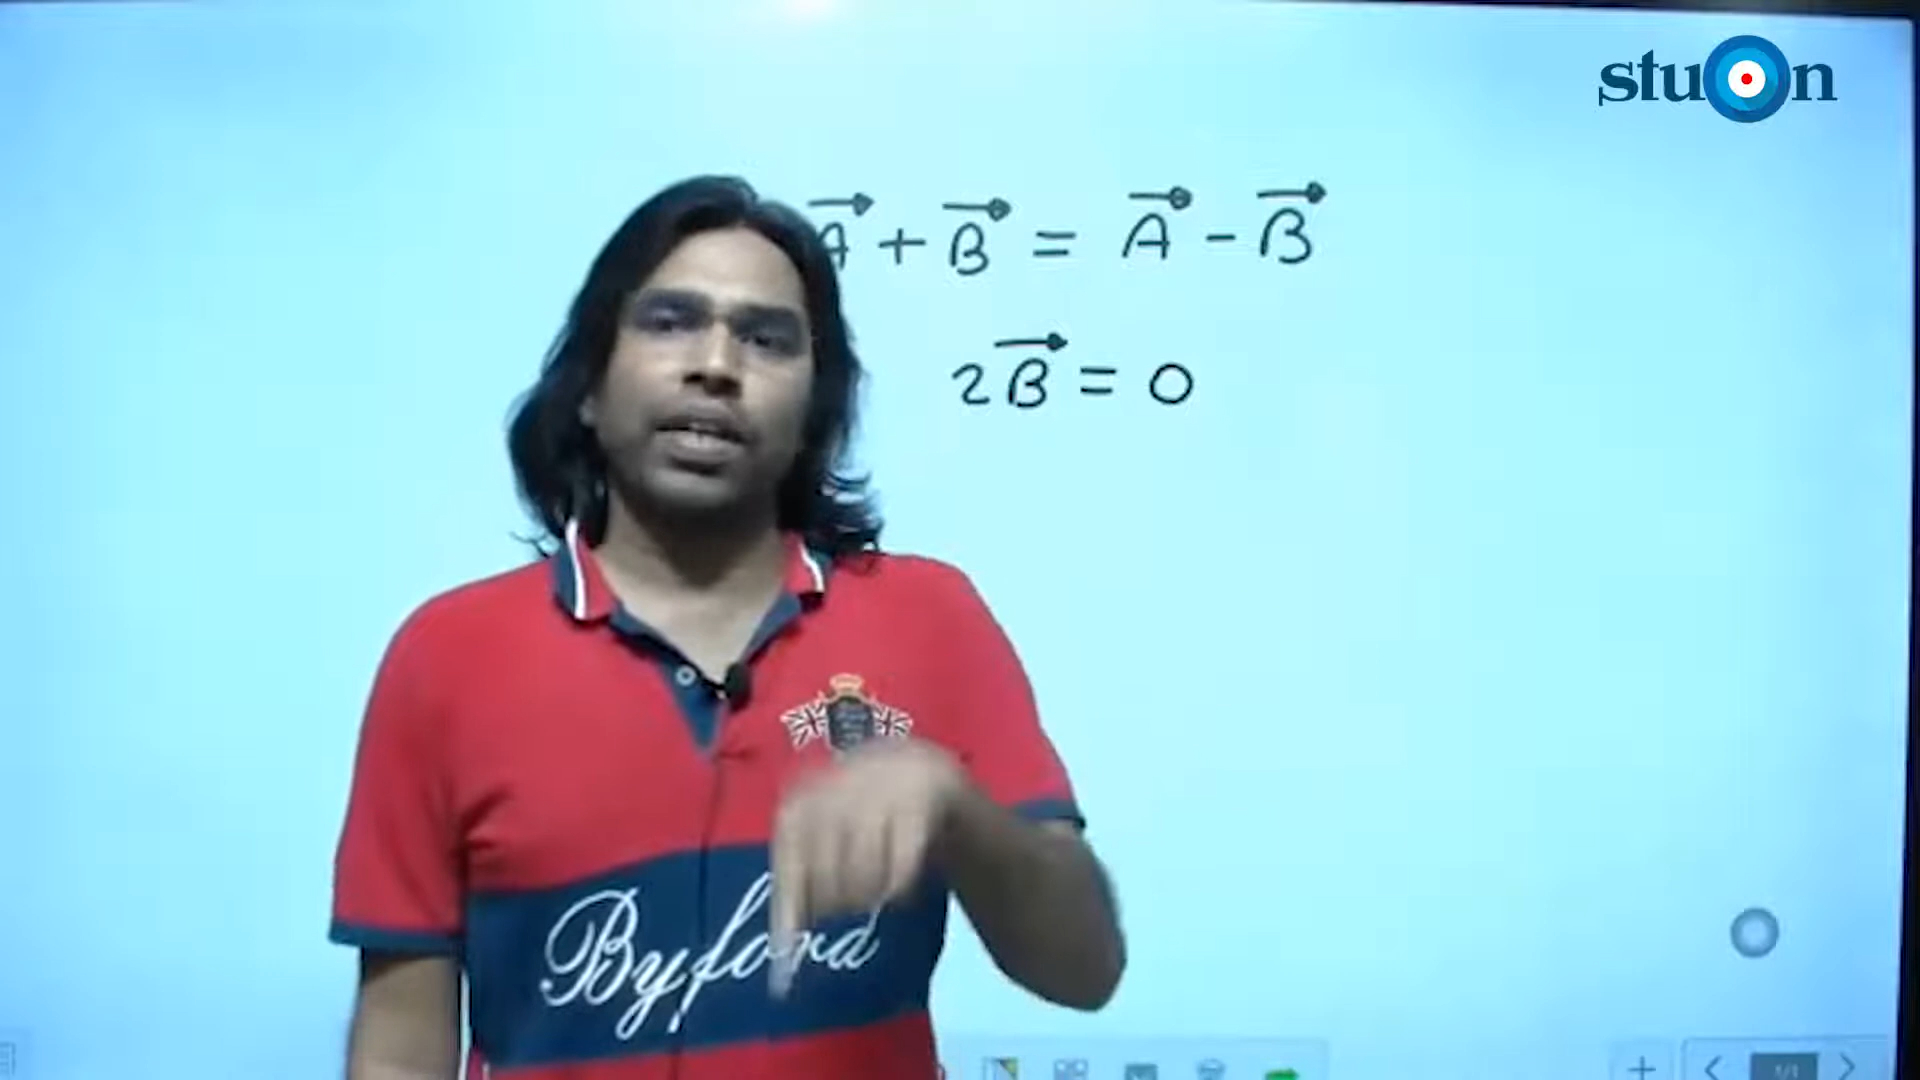 stuOn
A⃗ + B⃗ = A⃗ - B⃗
2B⃗ = 0
Byford